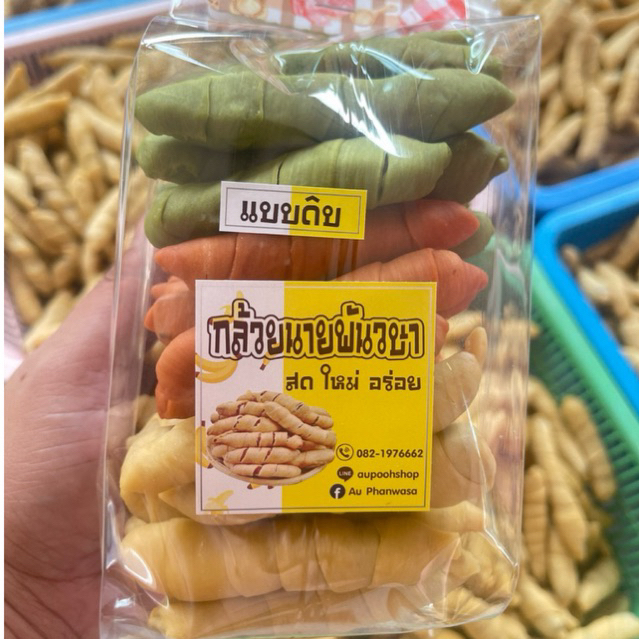 แบบดิบ
กล้วยนายพันวษา
สด ใหม่ อร่อย
082-1976662
LINE aupoohshop
f Au Phanwasa